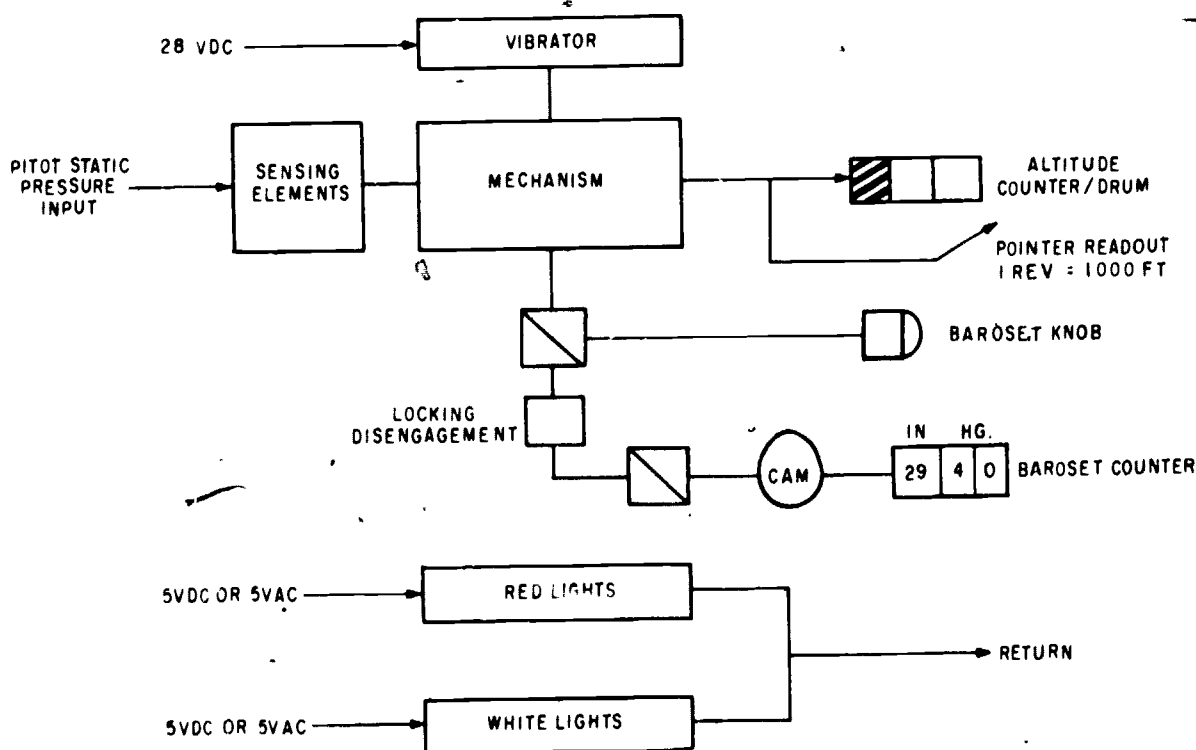 28 VDC
VIBRATOR
PITOT STATIC
PRESSURE
INPUT
SENSING
ELEMENTS
MECHANISM
ALTITUDE
COUNTER/DRUM
POINTER READOUT
1 REV = 1000 FT
BAROSET KNOB
LOCKING
DISENGAGEMENT
CAM
IN HG.
29 4 0
BAROSET COUNTER
5VDC OR 5VAC
RED LIGHTS
RETURN
5VDC OR 5VAC
WHITE LIGHTS